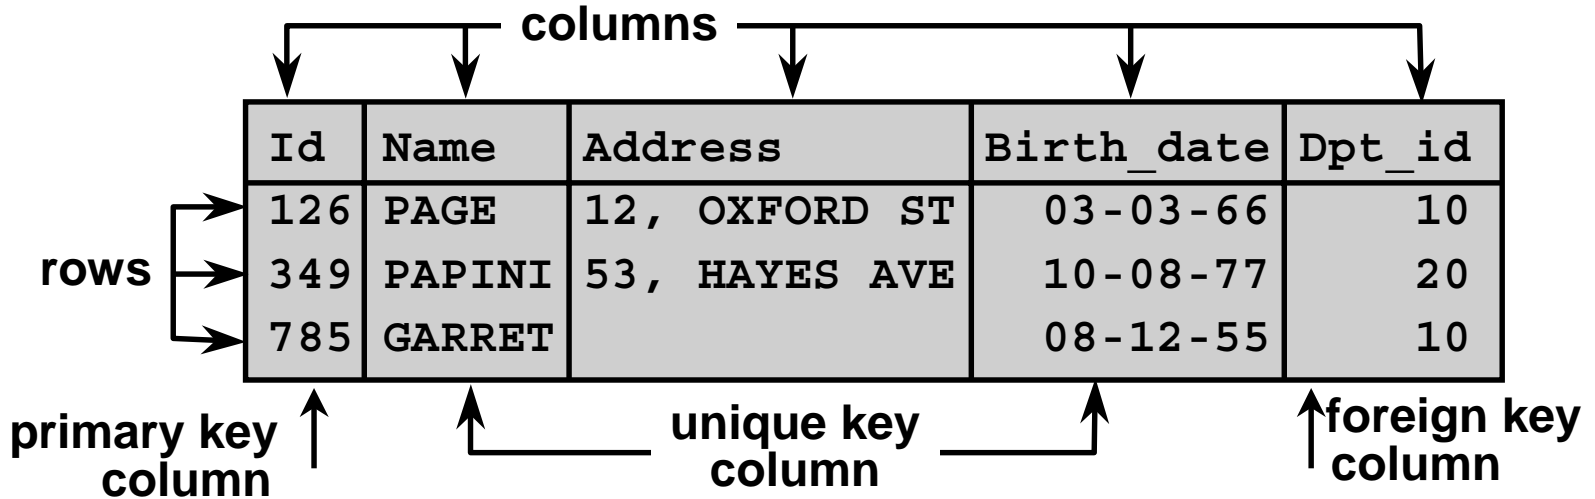 columns
Id Name Address Birth_date Dpt_id
126 PAGE 12, OXFORD ST 03-03-66 10
rows
349 PAPINI 53, HAYES AVE 10-08-77 20
785 GARRET 08-12-55 10
primary key
column
unique key
column
foreign key
column